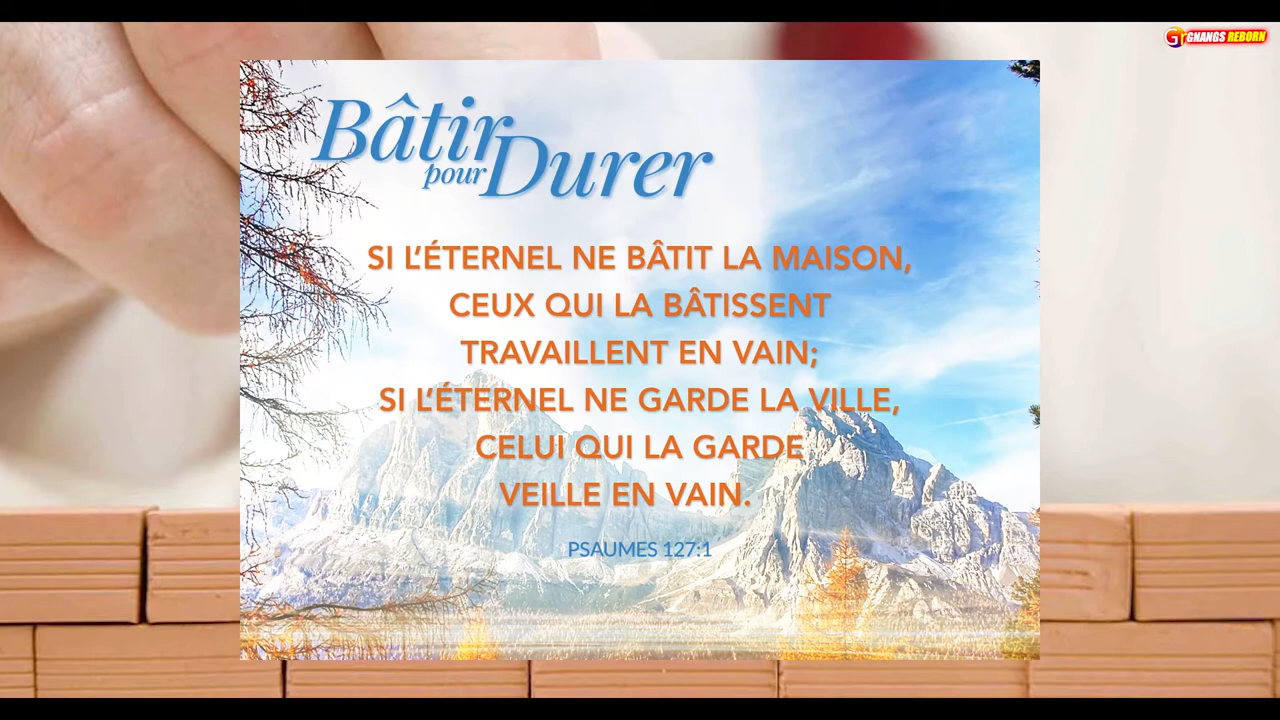 GNANGS REBORN
Bâtir
pour Durer
SI L'ÉTERNEL NE BÂTIT LA MAISON,
CEUX QUI LA BÂTISSENT
TRAVAILLENT EN VAIN;
SI L'ÉTERNEL NE GARDE LA VILLE,
CELUI QUI LA GARDE
VEILLE EN VAIN.
PSAUMES 127:1